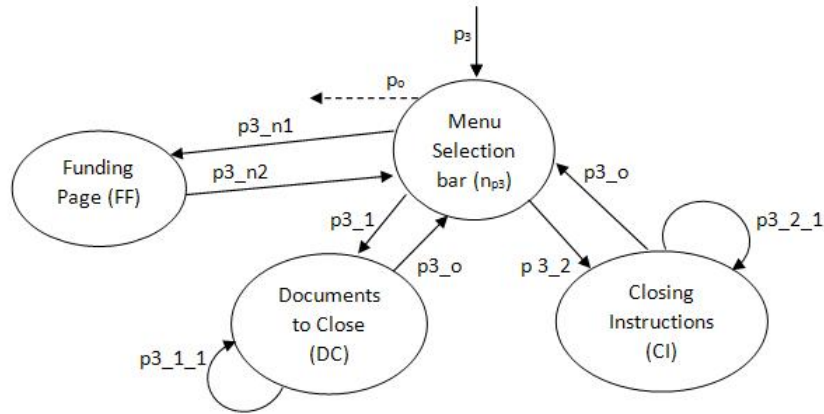 p₃
pₒ
Menu
Selection
bar (nₚ₃)
p3_n1
Funding
Page (FF)
p3_n2
p3_o
p3_1
p3_2_1
p3_o
p 3_2
Documents
to Close
(DC)
Closing
Instructions
(CI)
p3_1_1